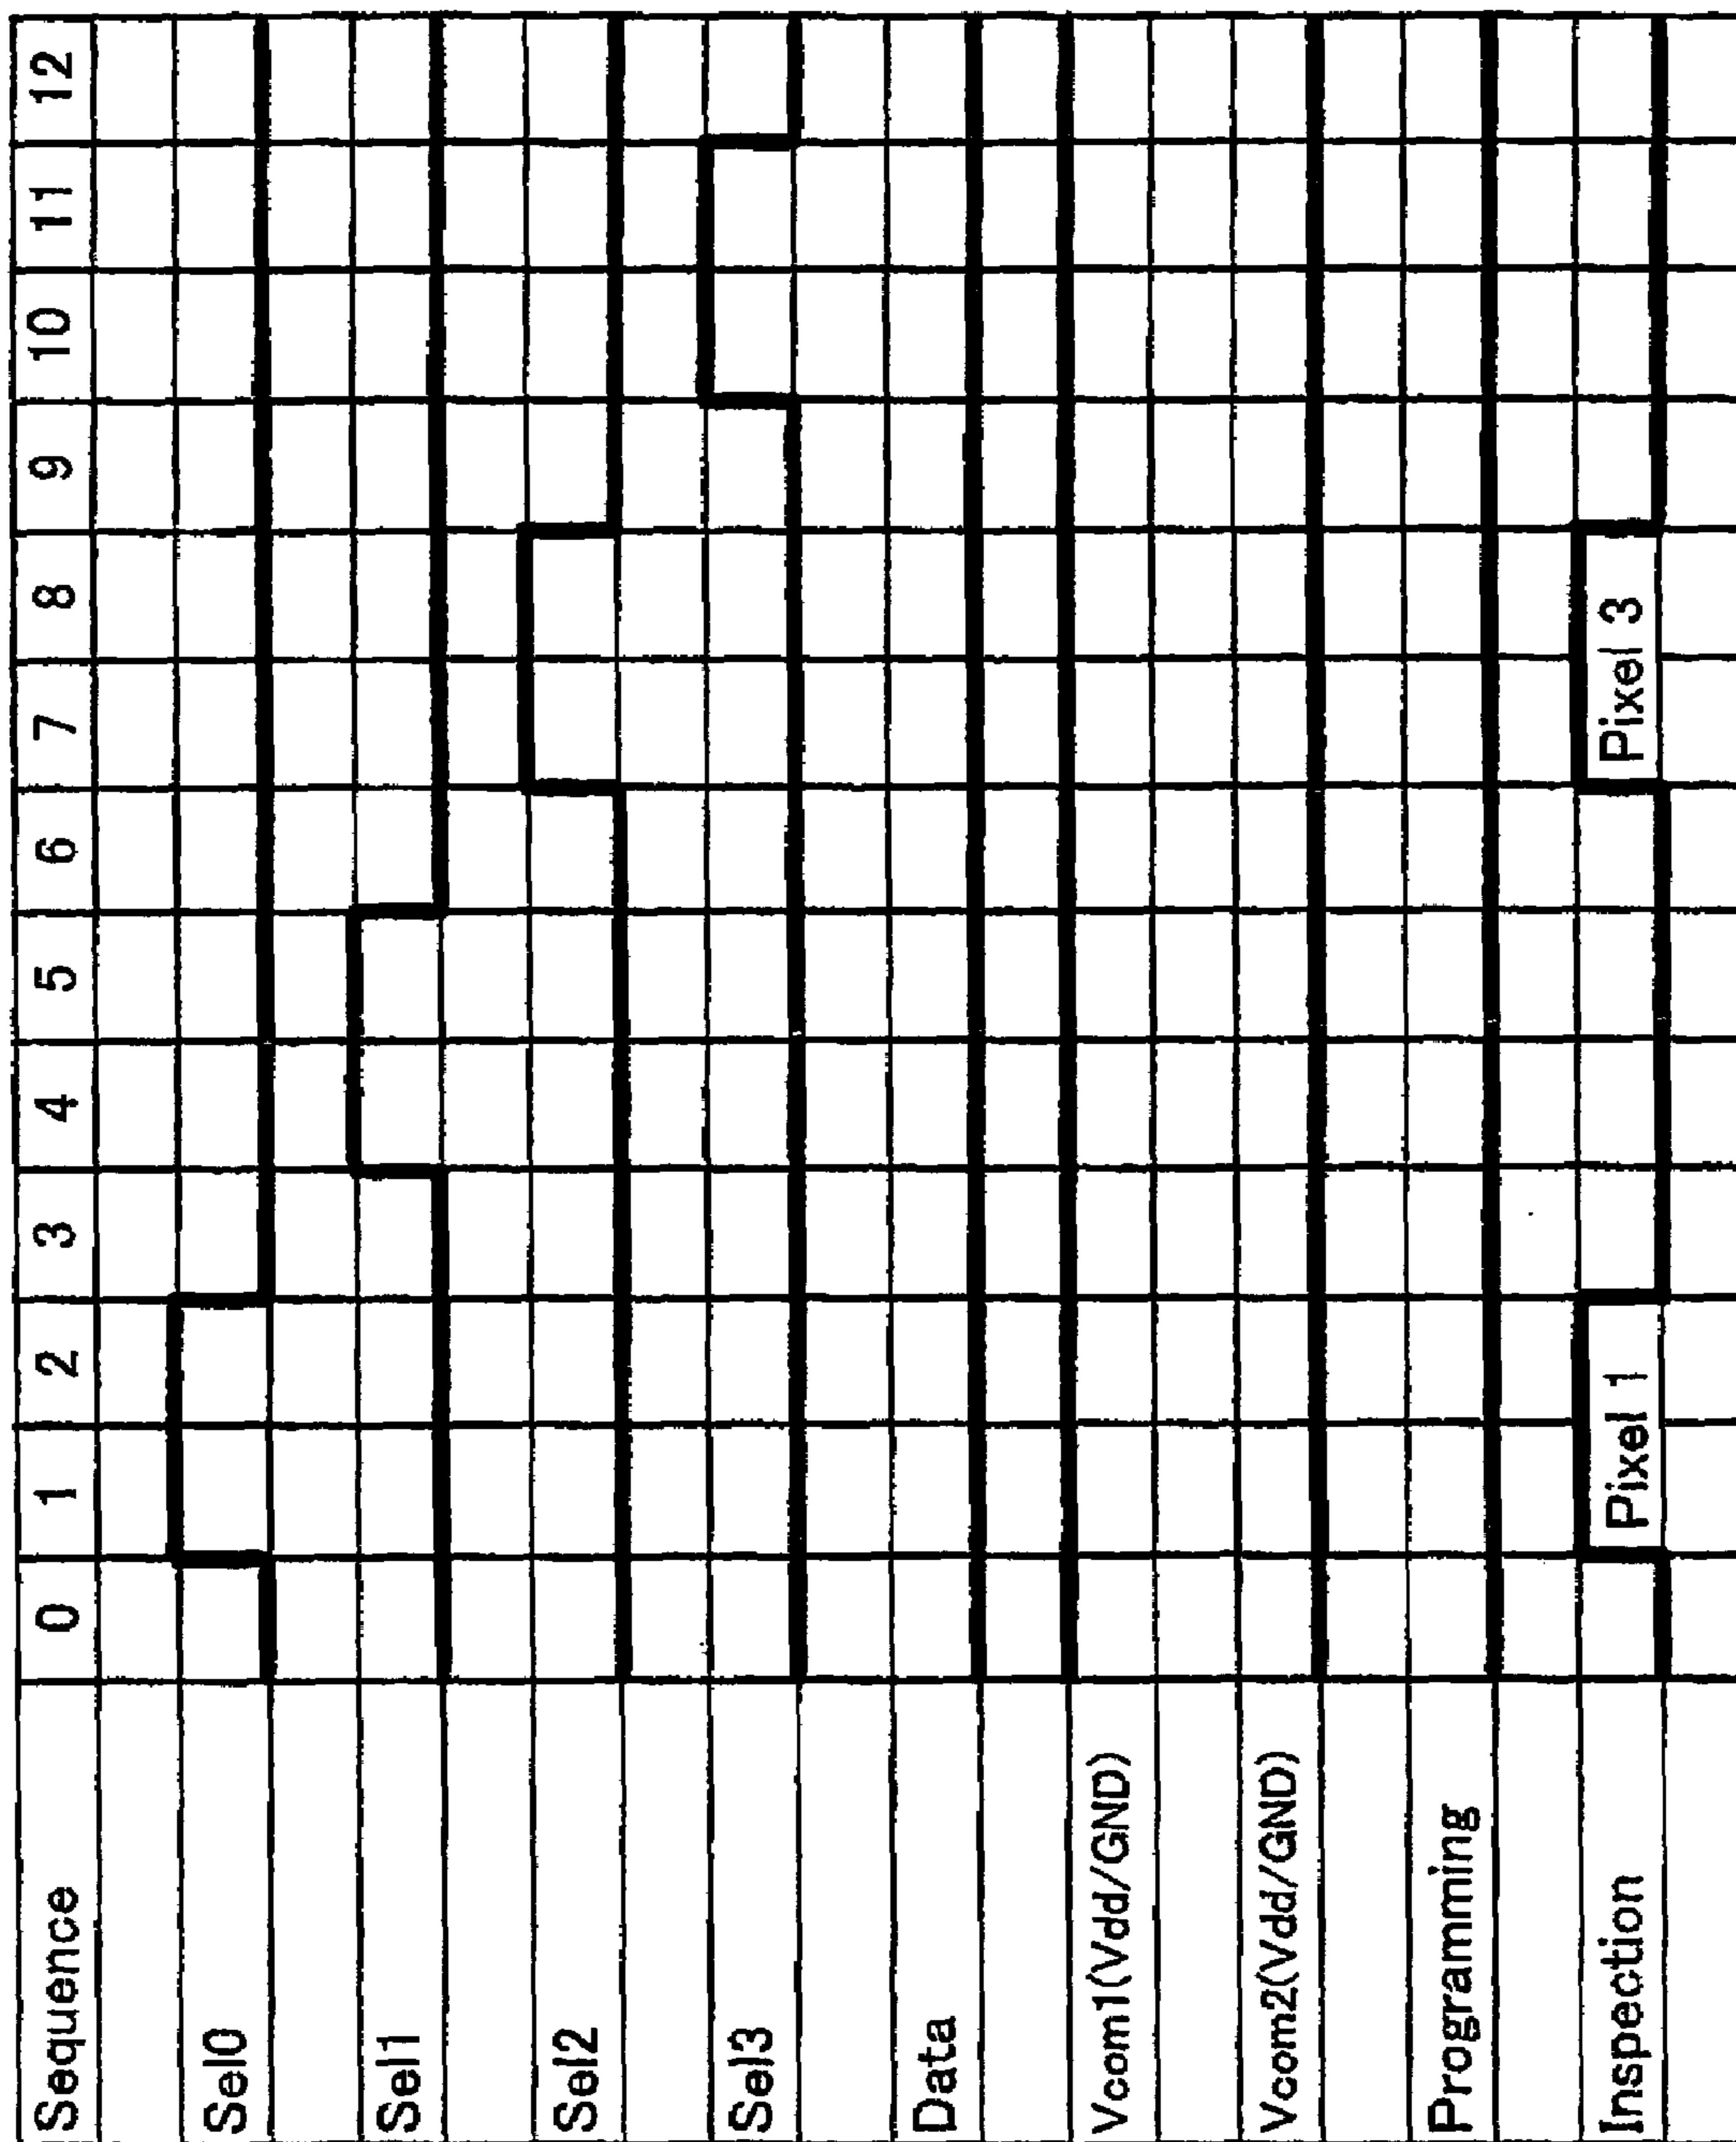 Sequence 0 1 2 3 4 5 6 7 8 9 10 11 12
Sel0
Sel1
Sel2
Sel3
Data
Vcom1(Vdd/GND)
Vcom2(Vdd/GND)
Programming
Inspection Pixel 1 Pixel 3